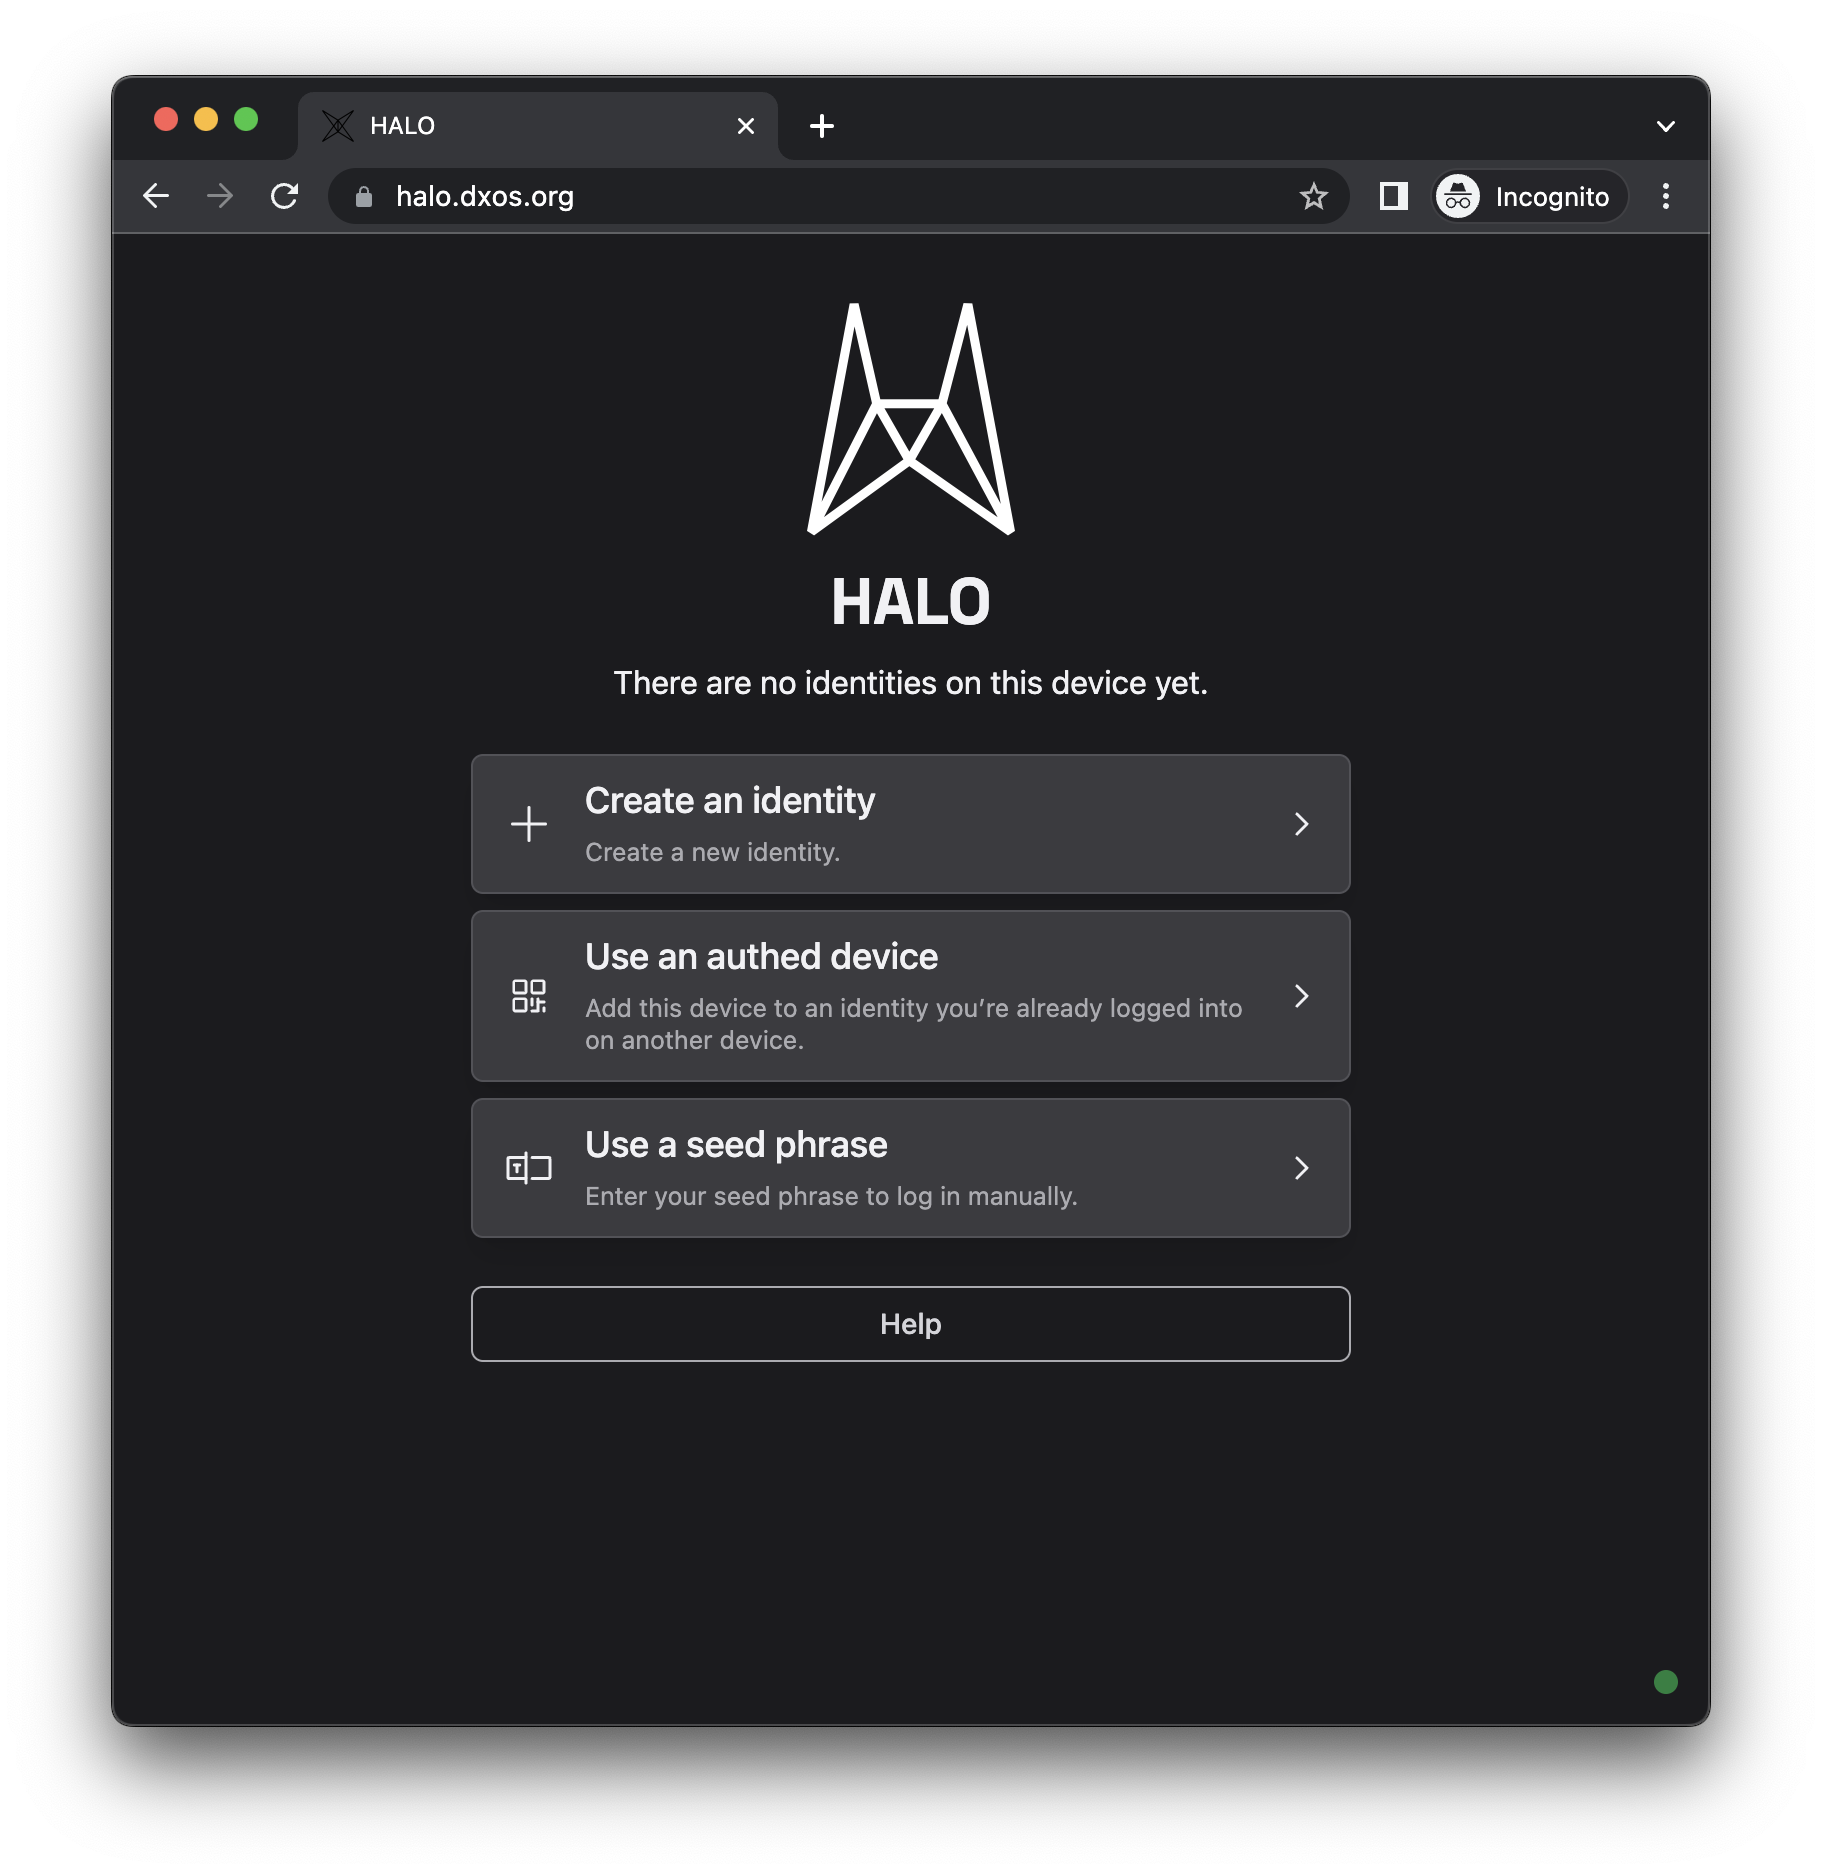 HALO
halo.dxos.org
Incognito
HALO
There are no identities on this device yet.
Create an identity
Create a new identity.
Use an authed device
Add this device to an identity you’re already logged into
on another device.
Use a seed phrase
Enter your seed phrase to log in manually.
Help